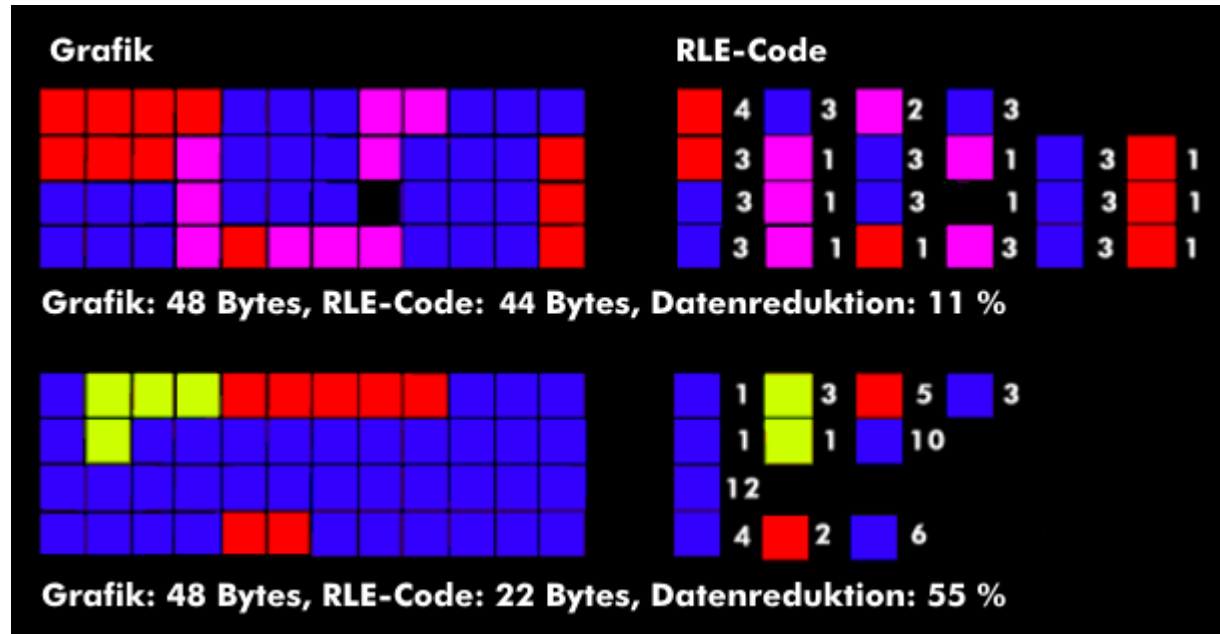 Grafik RLE-Code
4 3 2 3
3 1 3 1 3 1
3 1 3 1 3 1
3 1 1 3 3 1
Grafik: 48 Bytes, RLE-Code: 44 Bytes, Datenreduktion: 11 %
1 3 5 3
1 1 10
12
4 2 6
Grafik: 48 Bytes, RLE-Code: 22 Bytes, Datenreduktion: 55 %